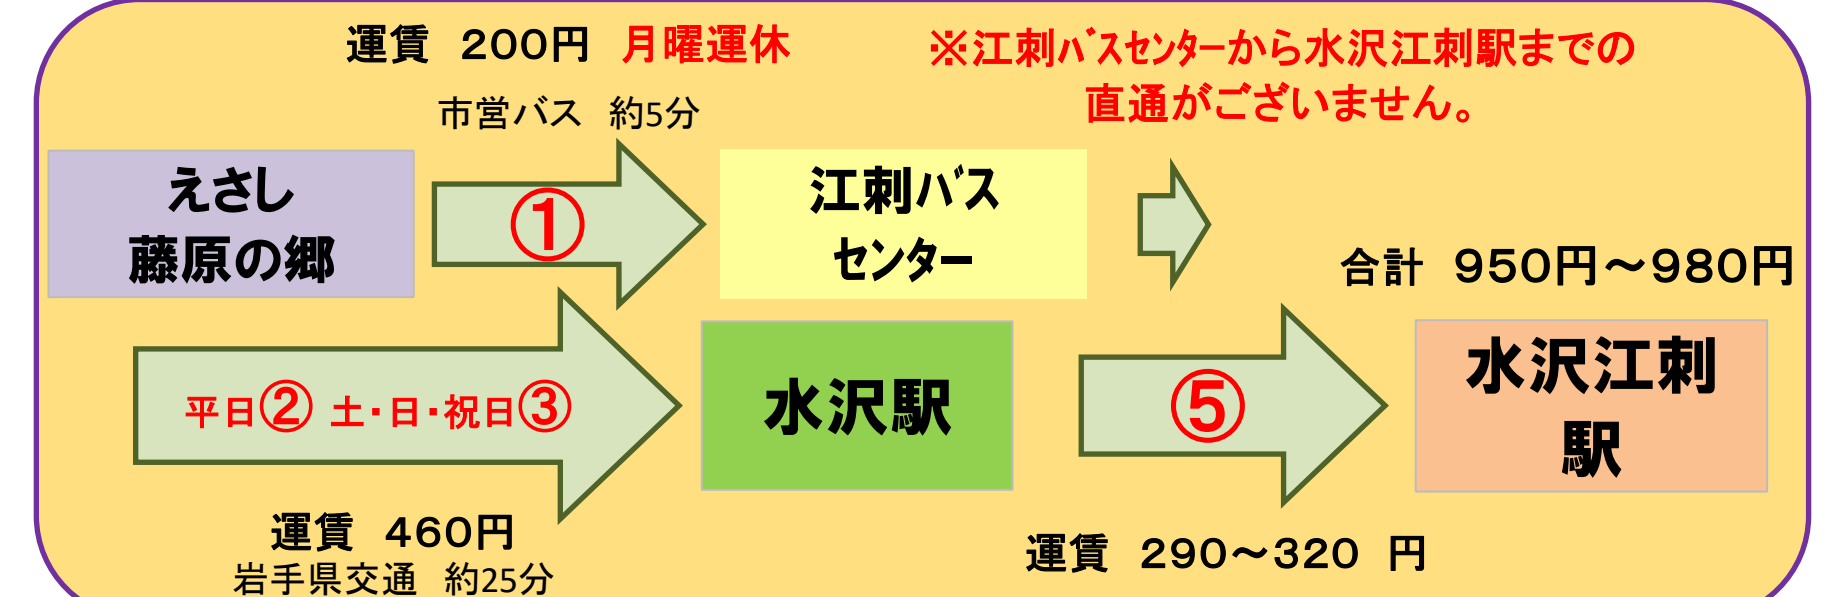 運賃　200円　月曜運休
※江刺ﾊﾞｽｾﾝﾀｰから水沢江刺駅までの
直通がございません。
市営バス　約5分
えさし
藤原の郷
①
江刺ﾊﾞｽ
ｾﾝﾀｰ
合計　950円～980円
平日② 土・日・祝日③
水沢駅
⑤
水沢江刺
駅
運賃　460円
岩手県交通　約25分
運賃　290～320　円